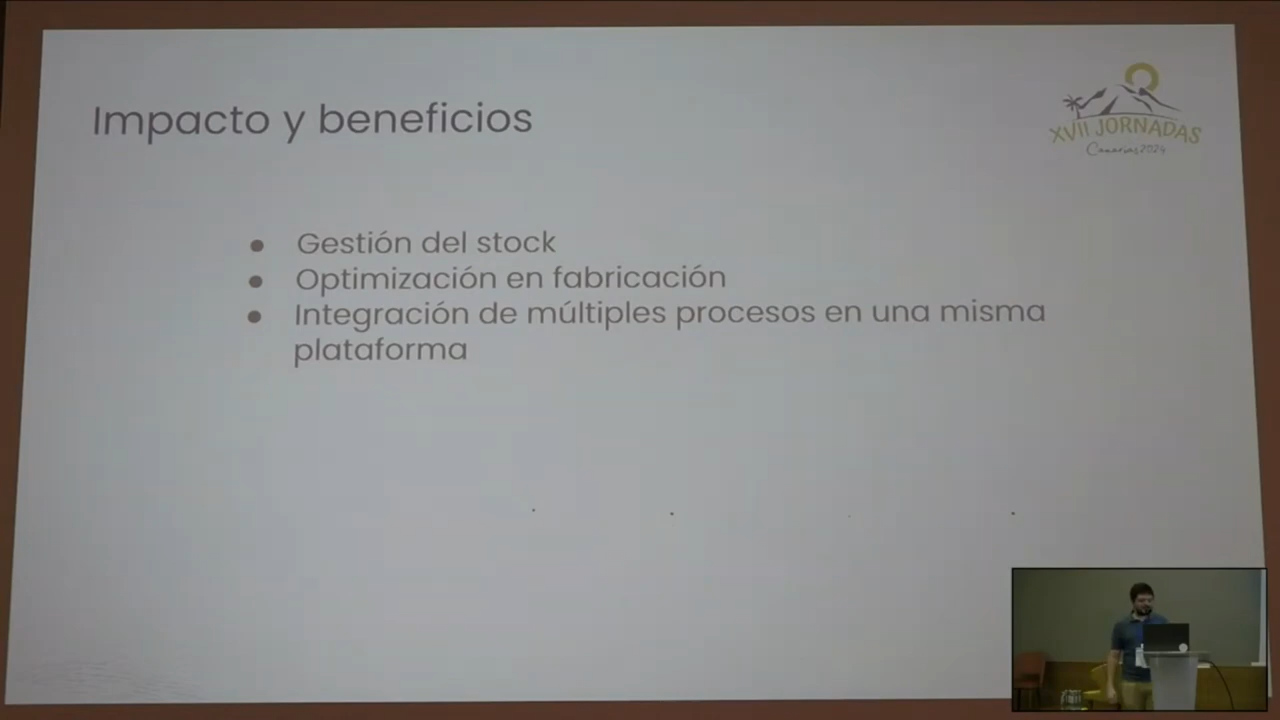 Impacto y beneficios
XVII JORNADAS
Canarias 2024
● Gestión del stock
● Optimización en fabricación
● Integración de múltiples procesos en una misma
plataforma